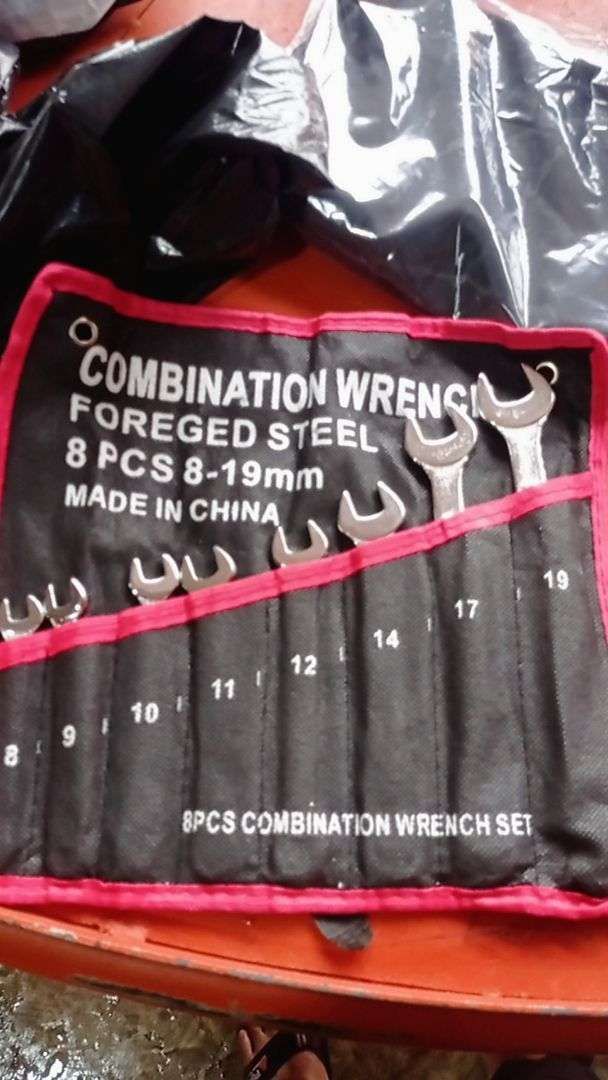 COMBINATION WRENC
FOREGED STEEL
8 PCS 8-19mm
MADE IN CHINA
8 9 10 11 12 14 17 19
8PCS COMBINATION WRENCH SET